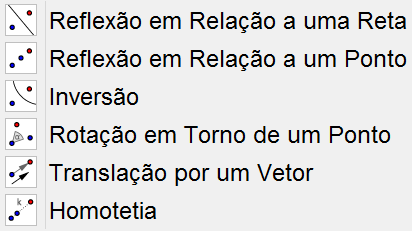 Reflexão em Relação a uma Reta
Reflexão em Relação a um Ponto
Inversão
Rotação em Torno de um Ponto
Translação por um Vetor
k Homotetia